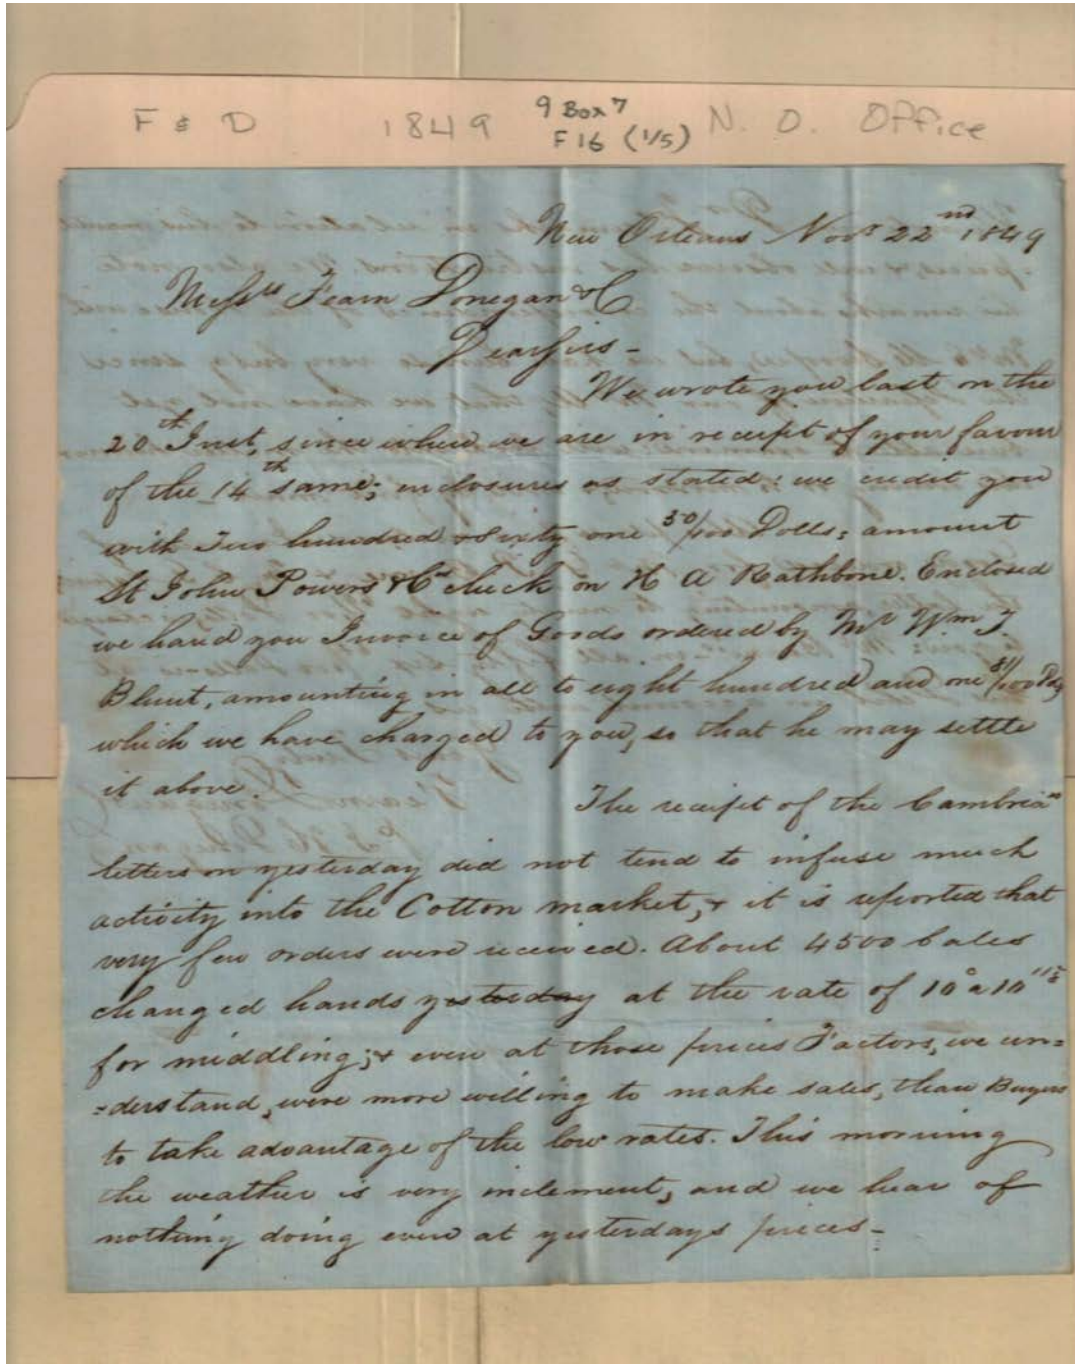 F & D 1849 9 Box 7 N. O. Office
F 16 (1/5)
New Orleans Novr 22nd 1849
Messrs Fearn Donegan & Co
Dear Sirs -
We wrote you last on the
20th Inst, since when we are in receipt of your favour
of the 14th same; enclosures as stated: we credit you
with Two hundred & sixty one 30/100 Dolls: amount
St John Powers & Co check on H A Rathbone. Enclosed
we hand you Invoice of Goods ordered by Mr Wm T.
Blunt, amounting in all to eight hundred and one 81/100 Dolls
which we have charged to you, so that he may settle
it above.
The receipt of the Cambria's
letters on yesterday did not tend to infuse much
activity into the Cotton market, & it is reported that
very few orders were received. About 4500 bales
changed hands yesterday at the rate of 10 a 10
for middling; & even at those prices Factors, we un=
=derstand, were more willing to make sales, than Buyers
to take advantage of the low rates. This morning
the weather is very inclement, and we hear of
nothing doing even at yesterdays prices -